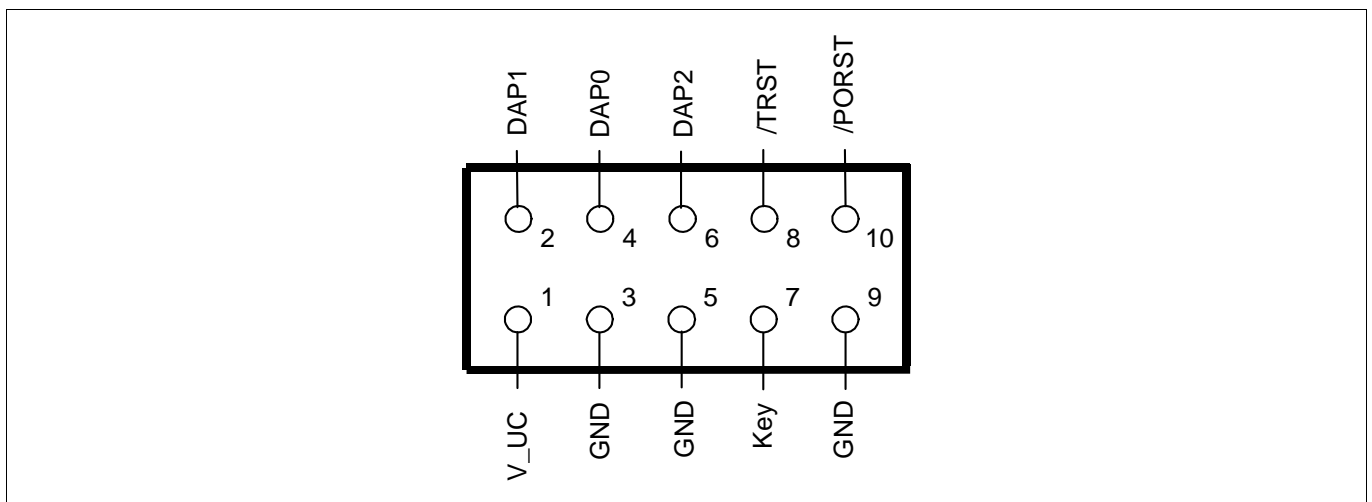 DAP1 DAP0 DAP2 /TRST /PORST
2 4 6 8 10
1 3 5 7 9
V_UC GND GND Key GND